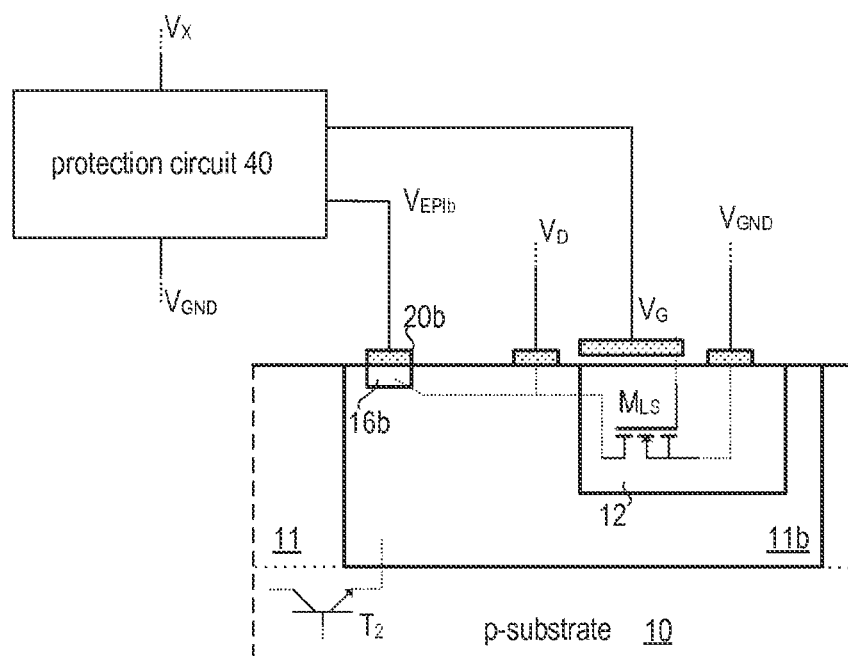 VX
protection circuit 40
VEPIb
VGND
VD
VGND
VG
20b
16b
MLS
12
11
11b
T2
p-substrate 10